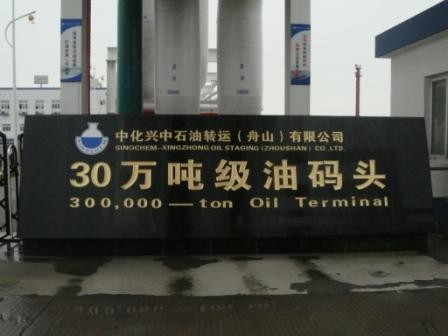 中化兴中石油转运（舟山）有限公司
SINOCHEM-XINGZHONG OIL STAGING (ZHOUSHAN) CO.,LTD.
30万吨级油码头
300,000—ton Oil Terminal